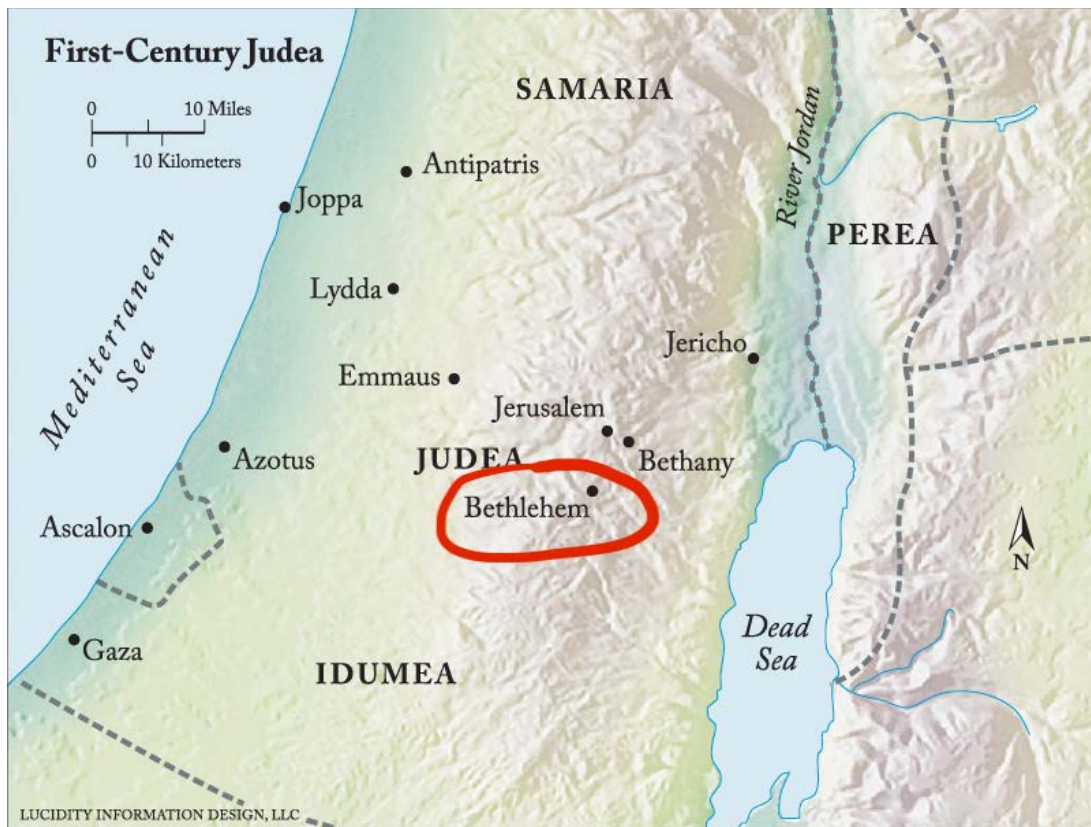 First-Century Judea
0 10 Miles
0 10 Kilometers
SAMARIA
Antipatris
Joppa
River Jordan
PEREA
Mediterranean
Sea
Lydda
Jericho
Emmaus
Jerusalem
Azotus
JUDEA
Bethany
Bethlehem
Ascalon
N
Dead
Sea
Gaza
IDUMEA
LUCIDITY INFORMATION DESIGN, LLC